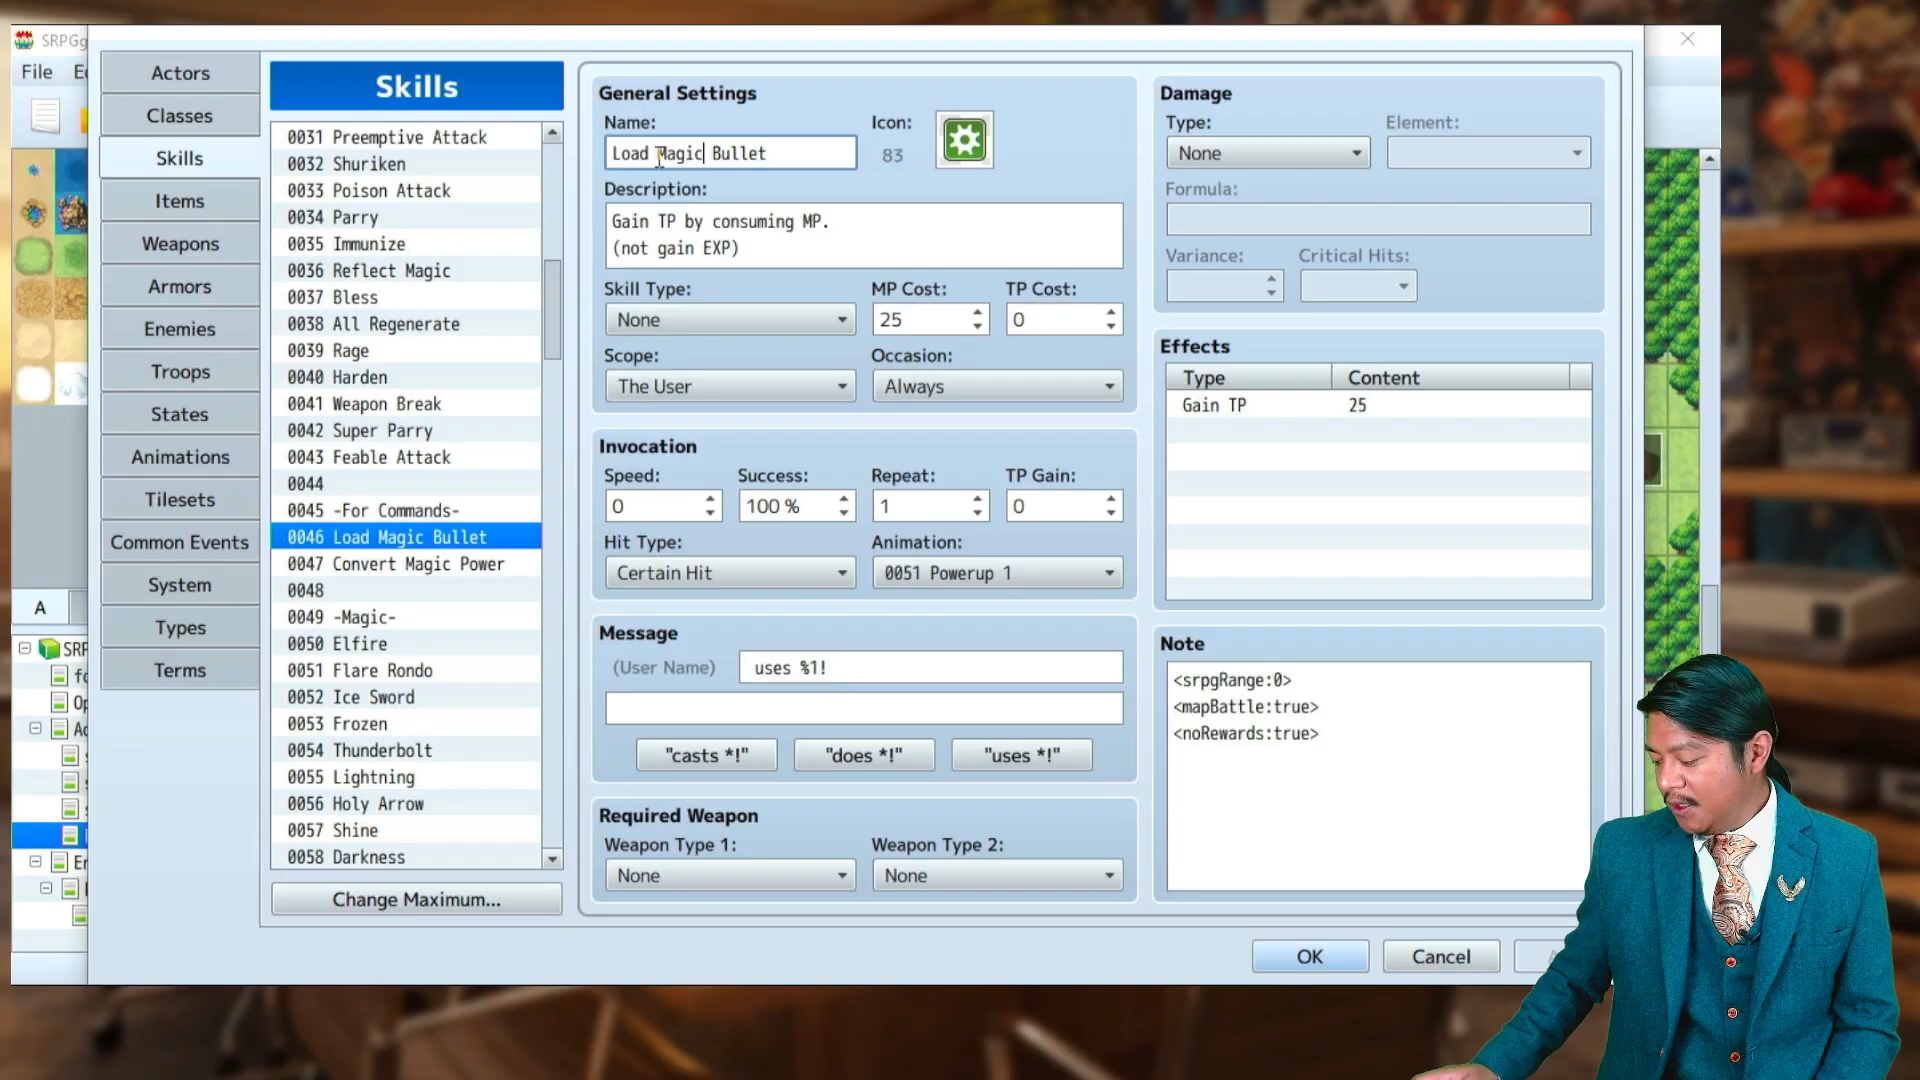 SRPGg
File
Actors
Classes
Skills
Items
Weapons
Armors
Enemies
Troops
States
Animations
Tilesets
Common Events
System
Types
Terms
A
SRP
Skills
0031 Preemptive Attack
0032 Shuriken
0033 Poison Attack
0034 Parry
0035 Immunize
0036 Reflect Magic
0037 Bless
0038 All Regenerate
0039 Rage
0040 Harden
0041 Weapon Break
0042 Super Parry
0043 Feable Attack
0044
0045 -For Commands-
0046 Load Magic Bullet
0047 Convert Magic Power
0048
0049 -Magic-
0050 Elfire
0051 Flare Rondo
0052 Ice Sword
0053 Frozen
0054 Thunderbolt
0055 Lightning
0056 Holy Arrow
0057 Shine
0058 Darkness
Change Maximum...
General Settings
Name:
Icon:
Load Magic Bullet
83
Description:
Gain TP by consuming MP.
(not gain EXP)
Skill Type:
MP Cost:
TP Cost:
None
25
0
Scope:
Occasion:
The User
Always
Invocation
Speed:
Success:
Repeat:
TP Gain:
0
100 %
1
0
Hit Type:
Animation:
Certain Hit
0051 Powerup 1
Message
(User Name)
uses %1!
"casts *!"
"does *!"
"uses *!"
Required Weapon
Weapon Type 1:
Weapon Type 2:
None
None
Damage
Type:
Element:
None
Formula:
Variance:
Critical Hits:
Effects
Type
Content
Gain TP
25
Note
<srpgRange:0>
<mapBattle:true>
<noRewards:true>
OK
Cancel